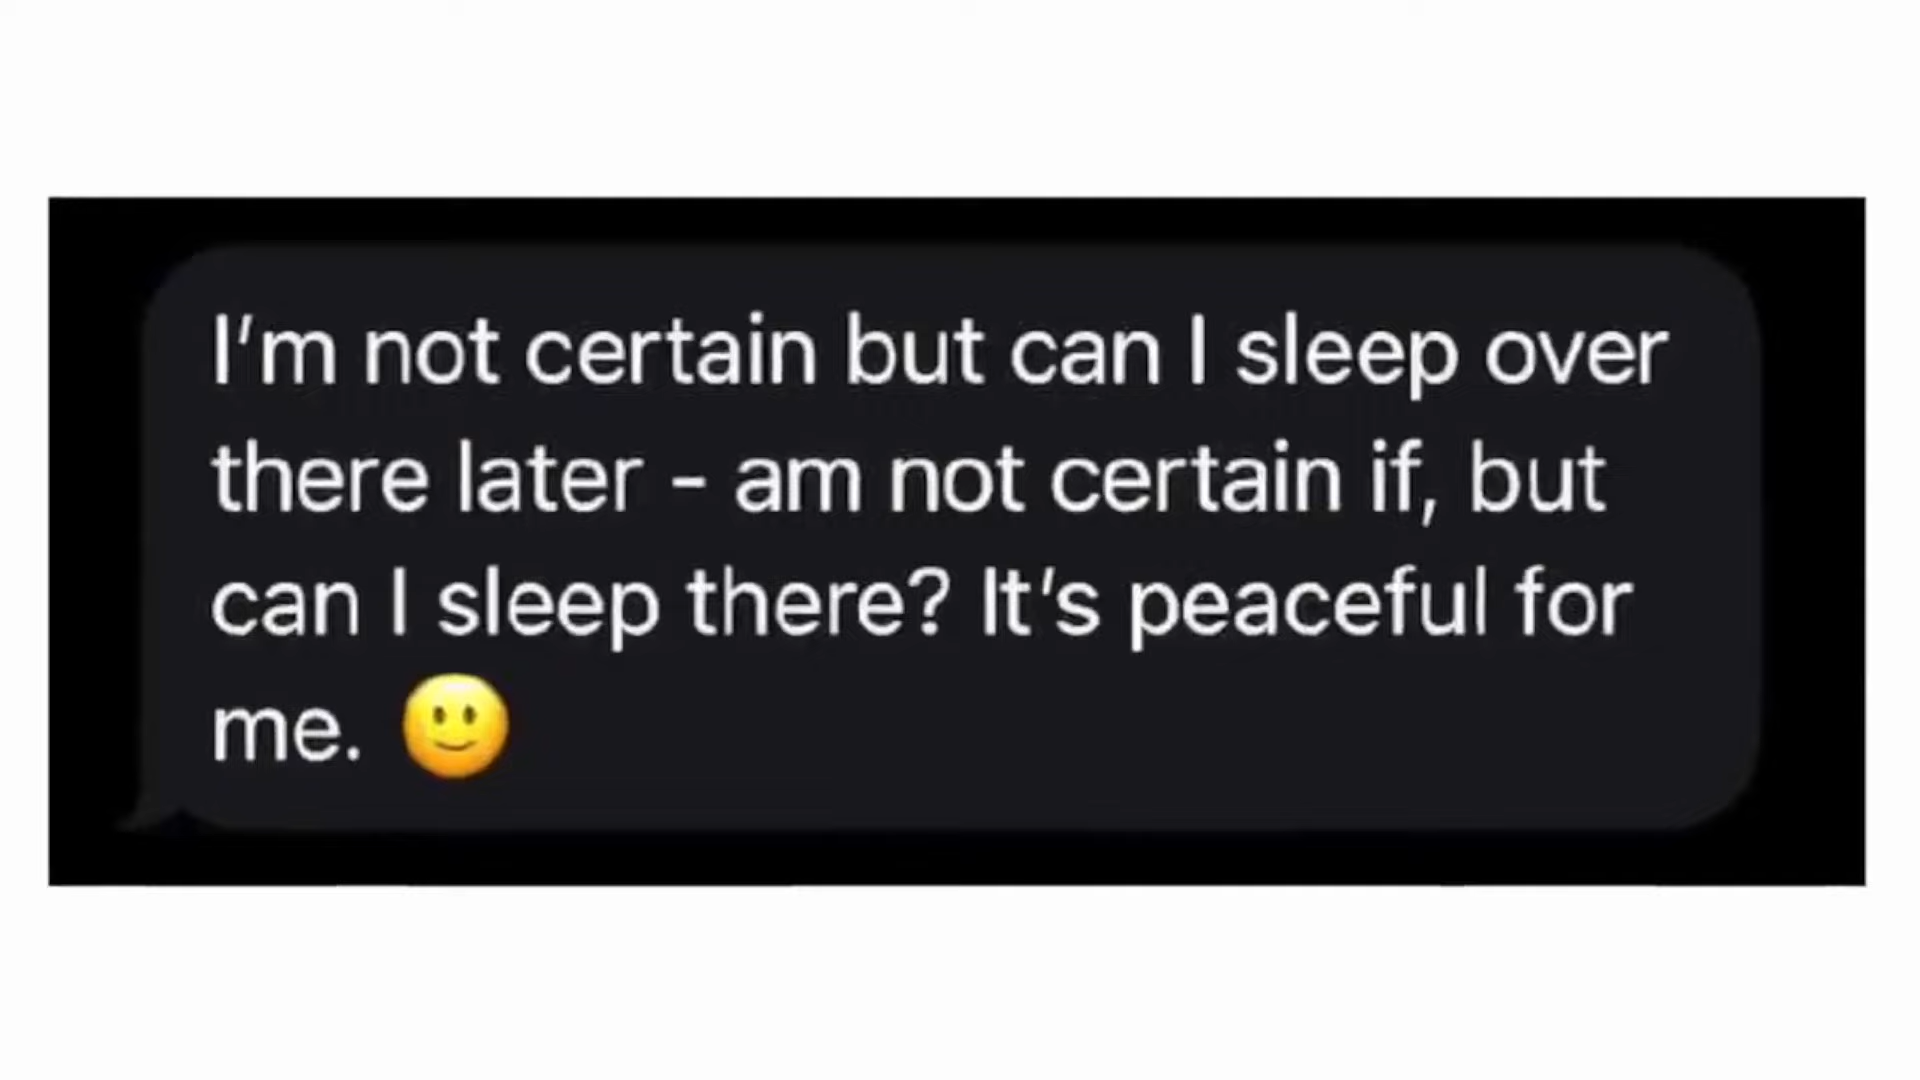 I'm not certain but can I sleep over
there later - am not certain if, but
can I sleep there? It's peaceful for
me. 🙂